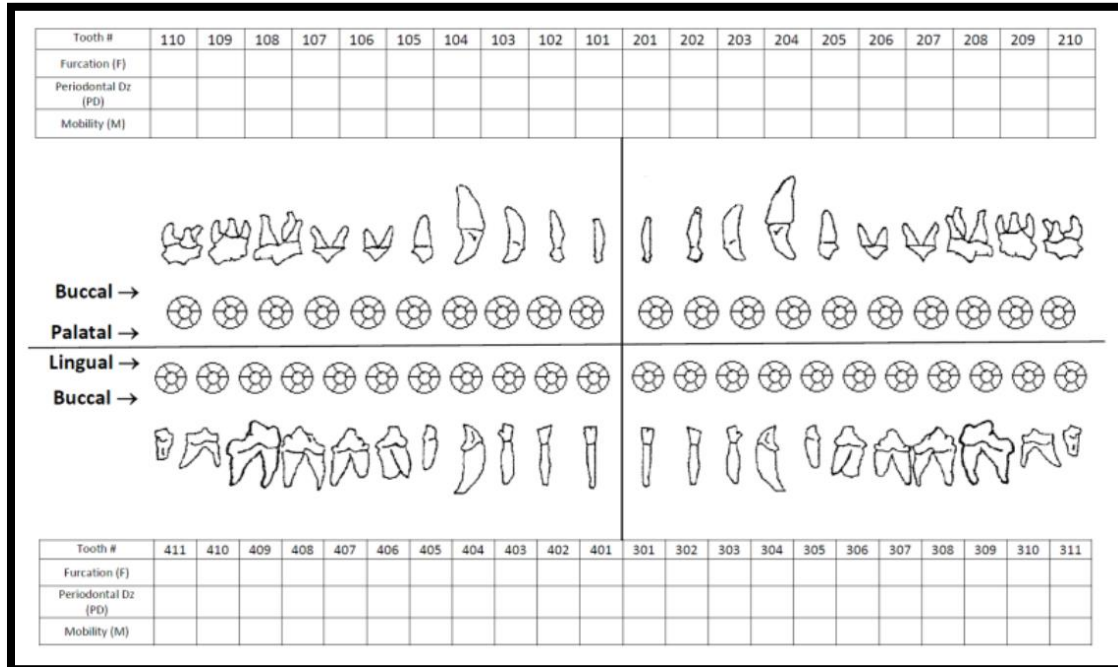 Tooth # 110 109 108 107 106 105 104 103 102 101 201 202 203 204 205 206 207 208 209 210
Furcation (F)
Periodontal Dz
(PD)
Mobility (M)
Buccal →
Palatal →
Lingual →
Buccal →
Tooth # 411 410 409 408 407 406 405 404 403 402 401 301 302 303 304 305 306 307 308 309 310 311
Furcation (F)
Periodontal Dz
(PD)
Mobility (M)